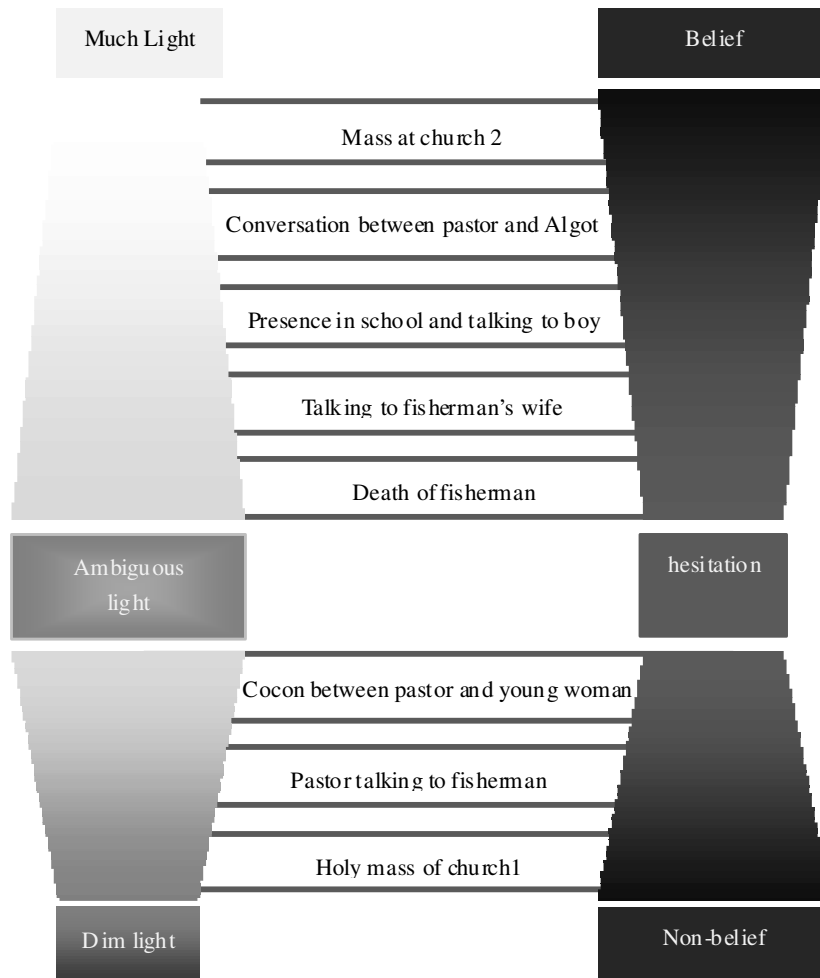 Much Light
Belief
Mass at church 2
Conversation between pastor and Algot
Presence in school and talking to boy
Talking to fisherman’s wife
Death of fisherman
Ambiguous
light
hesitation
Cocon between pastor and young woman
Pastor talking to fisherman
Holy mass of church1
Dim light
Non-belief